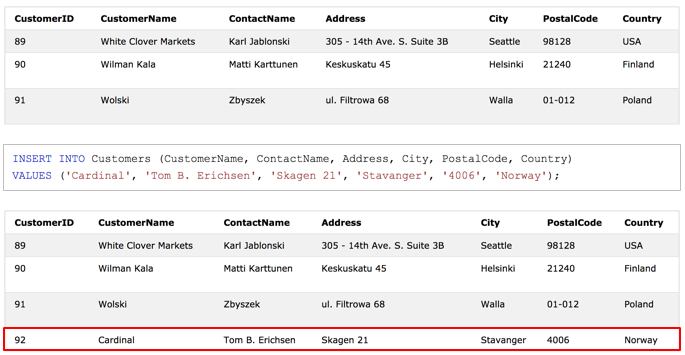 CustomerID CustomerName ContactName Address City PostalCode Country
89 White Clover Markets Karl Jablonski 305 - 14th Ave. S. Suite 3B Seattle 98128 USA
90 Wilman Kala Matti Karttunen Keskuskatu 45 Helsinki 21240 Finland
91 Wolski Zbyszek ul. Filtrowa 68 Walla 01-012 Poland
INSERT INTO Customers (CustomerName, ContactName, Address, City, PostalCode, Country)
VALUES ('Cardinal', 'Tom B. Erichsen', 'Skagen 21', 'Stavanger', '4006', 'Norway');
CustomerID CustomerName ContactName Address City PostalCode Country
89 White Clover Markets Karl Jablonski 305 - 14th Ave. S. Suite 3B Seattle 98128 USA
90 Wilman Kala Matti Karttunen Keskuskatu 45 Helsinki 21240 Finland
91 Wolski Zbyszek ul. Filtrowa 68 Walla 01-012 Poland
92 Cardinal Tom B. Erichsen Skagen 21 Stavanger 4006 Norway